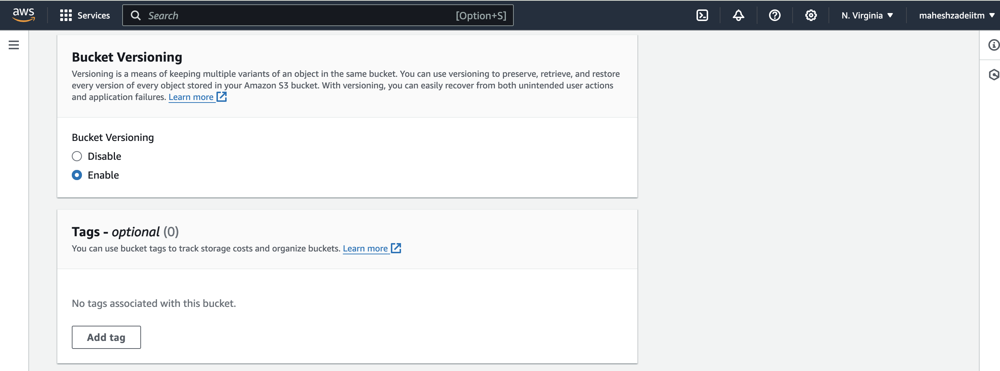 aws Services Search [Option+S] N. Virginia maheshzadeiitm
Bucket Versioning
Versioning is a means of keeping multiple variants of an object in the same bucket. You can use versioning to preserve, retrieve, and restore
every version of every object stored in your Amazon S3 bucket. With versioning, you can easily recover from both unintended user actions
and application failures. Learn more
Bucket Versioning
Disable
Enable
Tags - optional (0)
You can use bucket tags to track storage costs and organize buckets. Learn more
No tags associated with this bucket.
Add tag